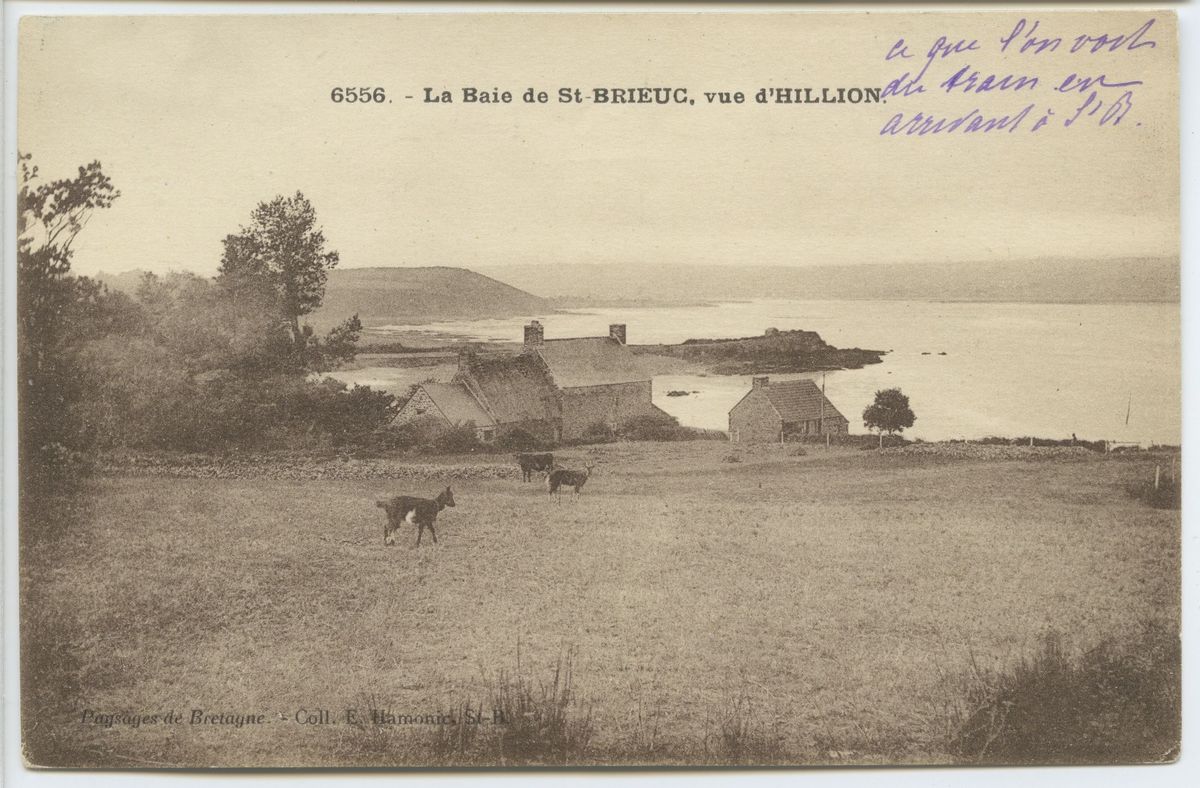 ce que l'on voit
du train en
arrivant à St B.
6556. - La Baie de St-BRIEUC, vue d'HILLION.
Paysages de Bretagne. - Coll. E. Hamonic, St-B.